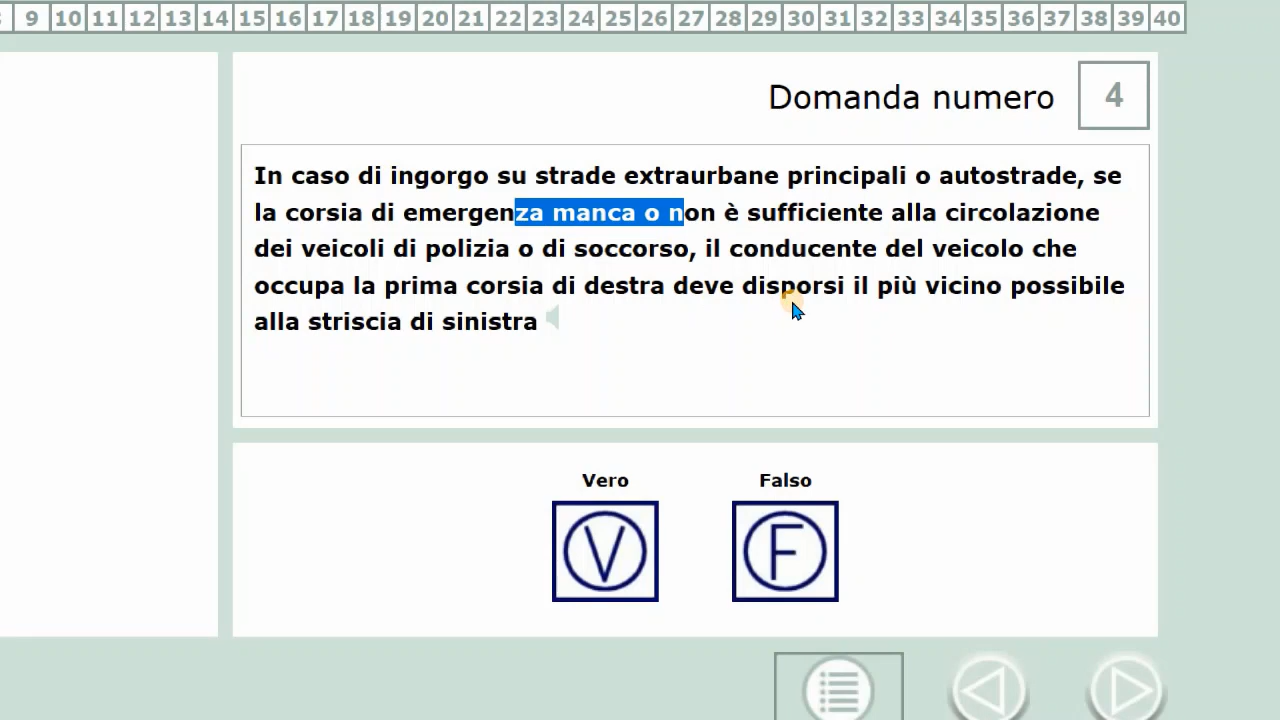 9 10 11 12 13 14 15 16 17 18 19 20 21 22 23 24 25 26 27 28 29 30 31 32 33 34 35 36 37 38 39 40
Domanda numero 4
In caso di ingorgo su strade extraurbane principali o autostrade, se
la corsia di emergenza manca o non è sufficiente alla circolazione
dei veicoli di polizia o di soccorso, il conducente del veicolo che
occupa la prima corsia di destra deve disporsi il più vicino possibile
alla striscia di sinistra
Vero Falso
V F